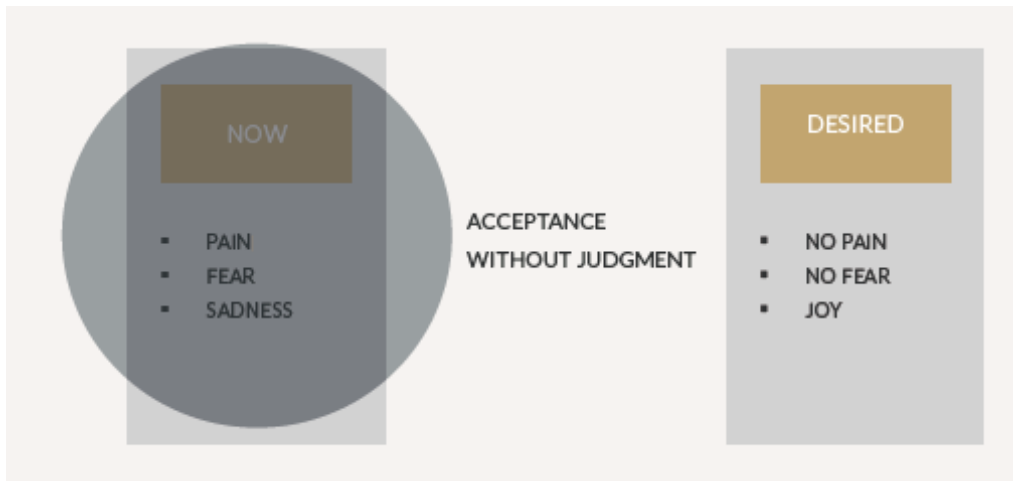 NOW
▪ PAIN
▪ FEAR
▪ SADNESS
ACCEPTANCE
WITHOUT JUDGMENT
DESIRED
▪ NO PAIN
▪ NO FEAR
▪ JOY